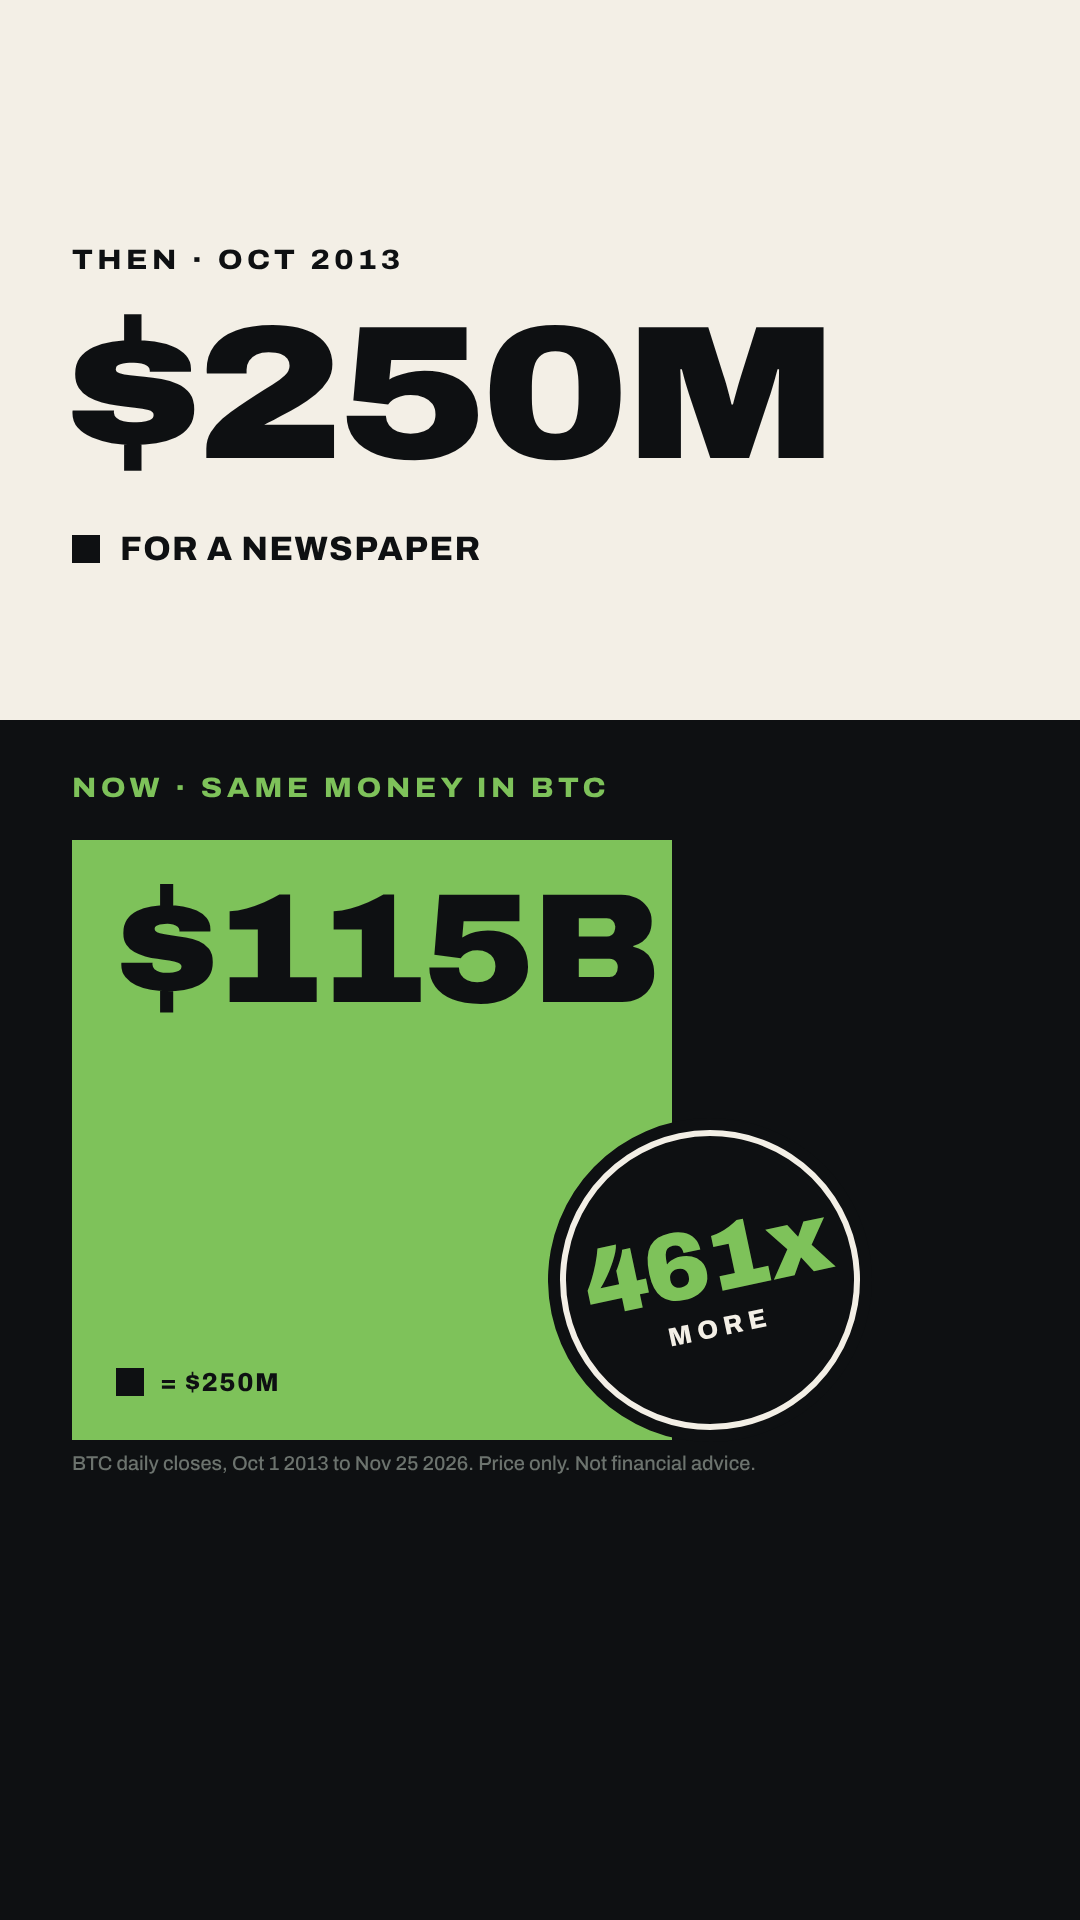 THEN · OCT 2013
$250M
FOR A NEWSPAPER
NOW · SAME MONEY IN BTC
$115B
461x
MORE
= $250M
BTC daily closes, Oct 1 2013 to Nov 25 2026. Price only. Not financial advice.